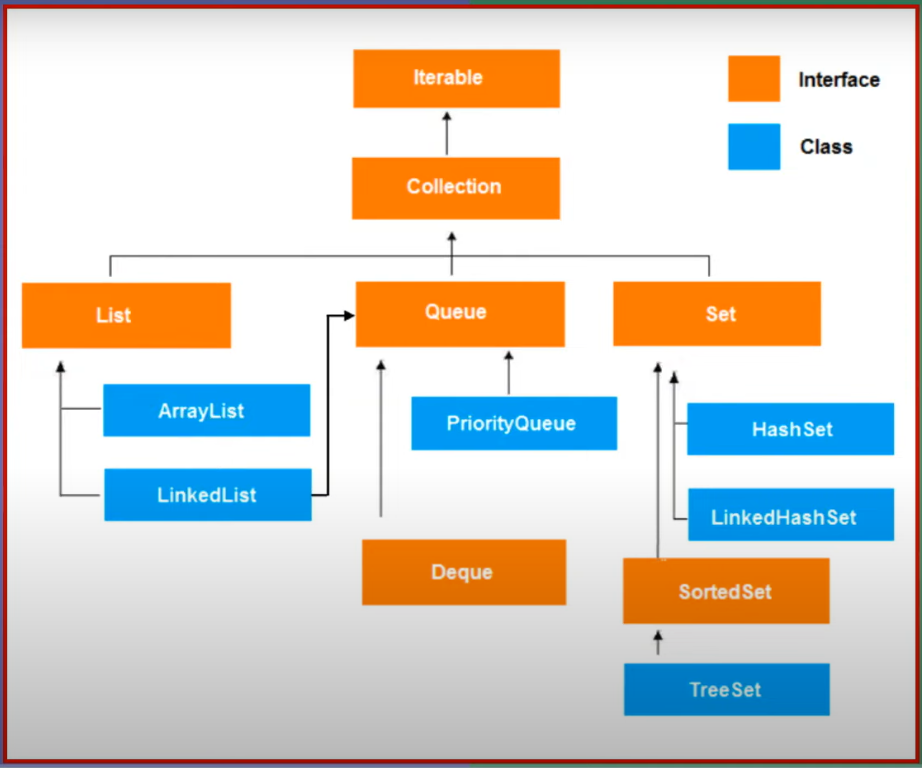 Iterable
Interface
Class
Collection
List
Queue
Set
ArrayList
PriorityQueue
HashSet
LinkedList
LinkedHashSet
Deque
SortedSet
TreeSet